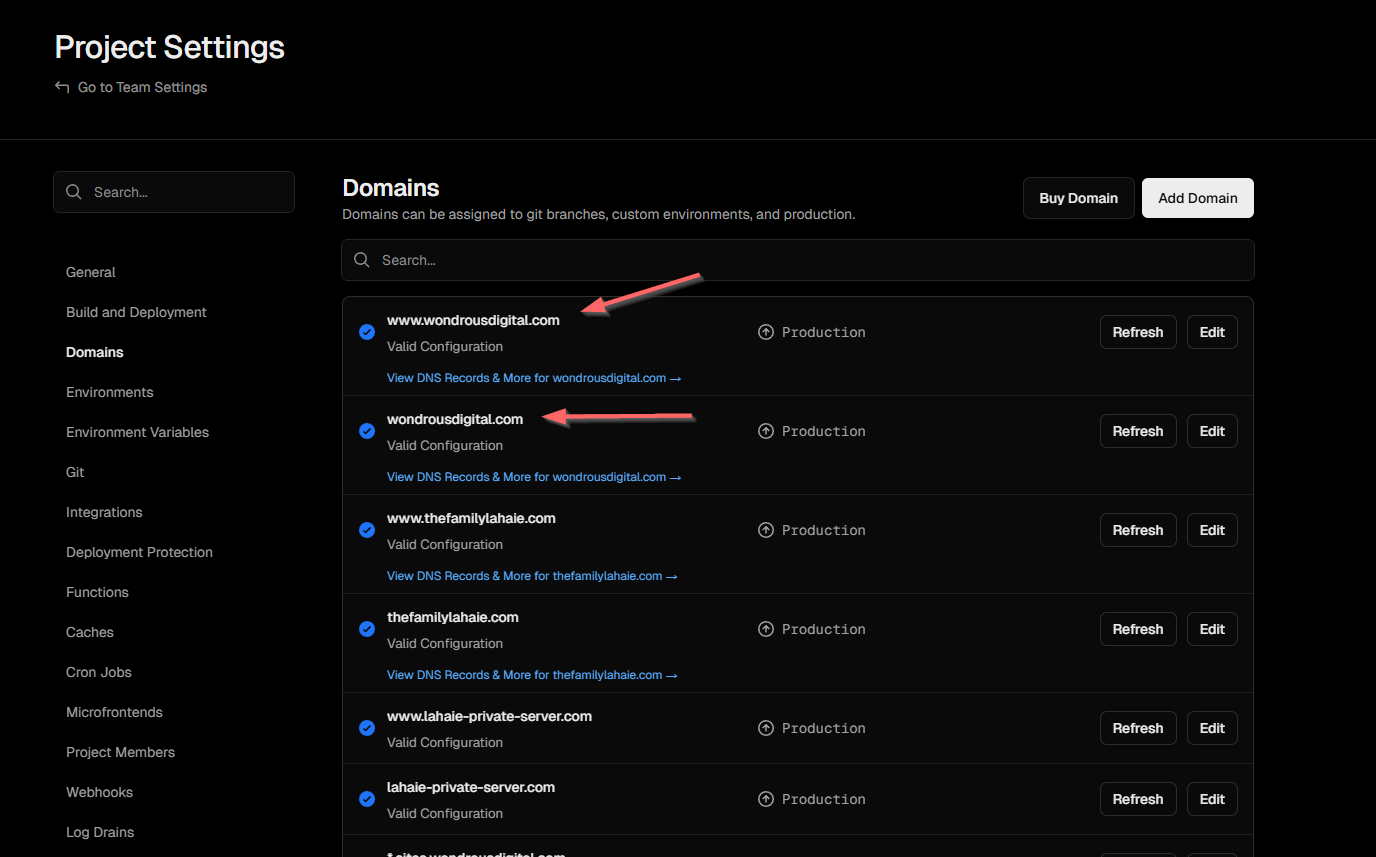 Project Settings
Go to Team Settings
Search...
General
Build and Deployment
Domains
Environments
Environment Variables
Git
Integrations
Deployment Protection
Functions
Caches
Cron Jobs
Microfrontends
Project Members
Webhooks
Log Drains
Domains
Domains can be assigned to git branches, custom environments, and production.
Buy Domain
Add Domain
Search...
www.wondrousdigital.com
Valid Configuration
View DNS Records & More for wondrousdigital.com →
Production
Refresh
Edit
wondrousdigital.com
Valid Configuration
View DNS Records & More for wondrousdigital.com →
Production
Refresh
Edit
www.thefamilylahaie.com
Valid Configuration
View DNS Records & More for thefamilylahaie.com →
Production
Refresh
Edit
thefamilylahaie.com
Valid Configuration
View DNS Records & More for thefamilylahaie.com →
Production
Refresh
Edit
www.lahaie-private-server.com
Valid Configuration
Production
Refresh
Edit
lahaie-private-server.com
Valid Configuration
Production
Refresh
Edit
*.sites.wondrousdigital.com